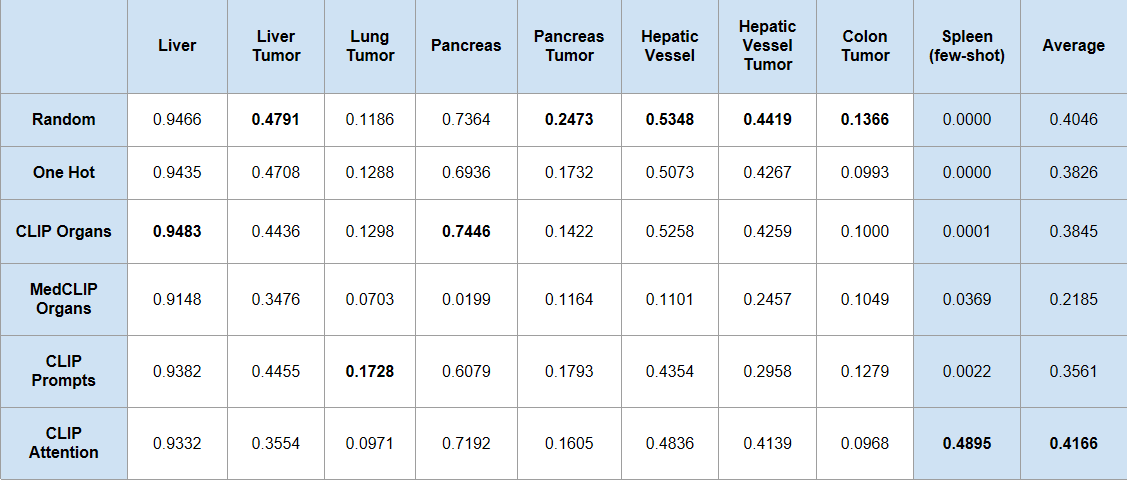 Liver Liver Tumor Lung Tumor Pancreas Pancreas Tumor Hepatic Vessel Hepatic Vessel Tumor Colon Tumor Spleen (few-shot) Average
Random 0.9466 0.4791 0.1186 0.7364 0.2473 0.5348 0.4419 0.1366 0.0000 0.4046
One Hot 0.9435 0.4708 0.1288 0.6936 0.1732 0.5073 0.4267 0.0993 0.0000 0.3826
CLIP Organs 0.9483 0.4436 0.1298 0.7446 0.1422 0.5258 0.4259 0.1000 0.0001 0.3845
MedCLIP Organs 0.9148 0.3476 0.0703 0.0199 0.1164 0.1101 0.2457 0.1049 0.0369 0.2185
CLIP Prompts 0.9382 0.4455 0.1728 0.6079 0.1793 0.4354 0.2958 0.1279 0.0022 0.3561
CLIP Attention 0.9332 0.3554 0.0971 0.7192 0.1605 0.4836 0.4139 0.0968 0.4895 0.4166